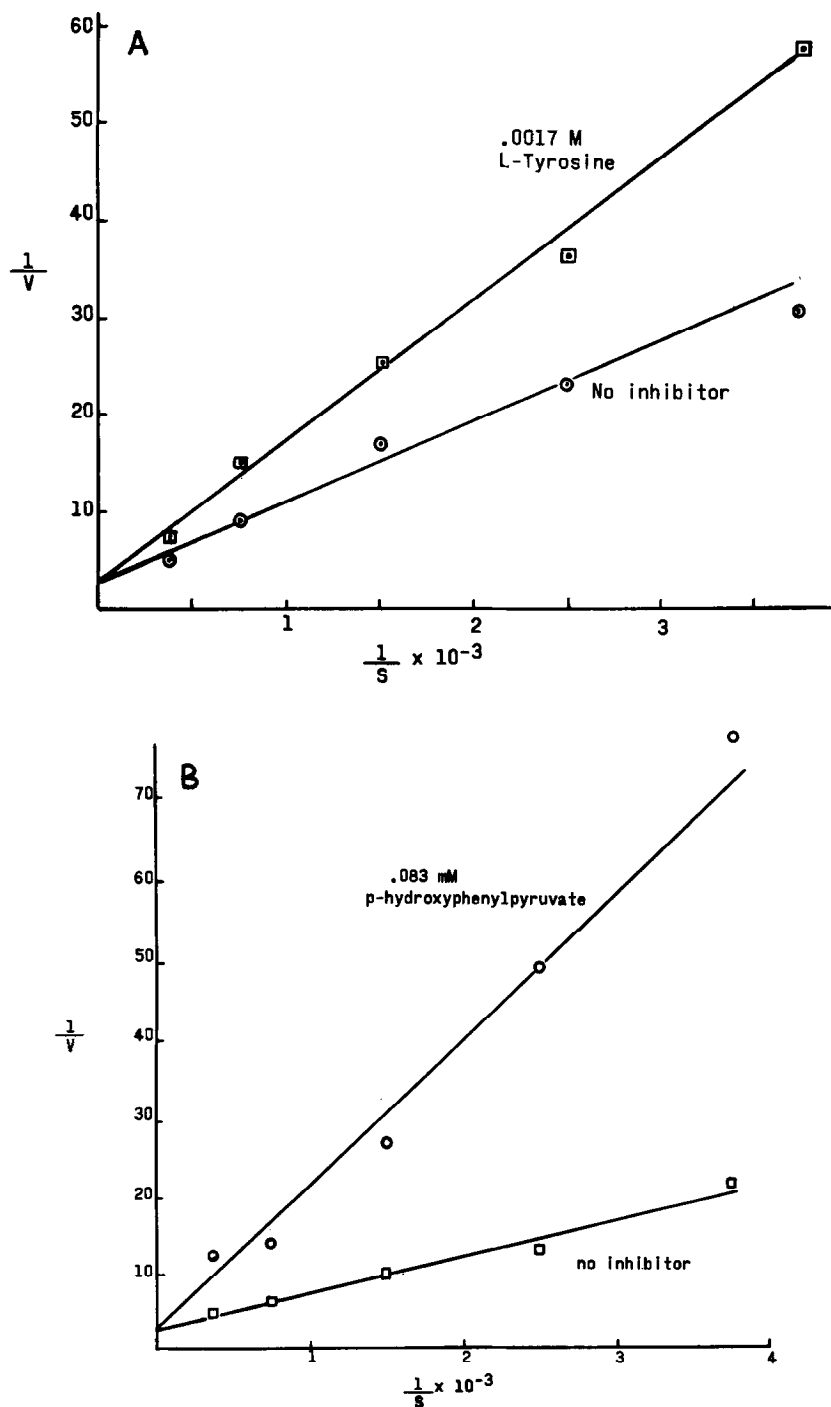 A
60
50
40
30
20
10
1
V
.0017 M
L-Tyrosine
No inhibitor
1
2
3
1
S
× 10-3
B
70
60
50
40
30
20
10
1
V
.083 mM
p-hydroxyphenylpyruvate
no inhibitor
1
2
3
4
1
S
× 10-3